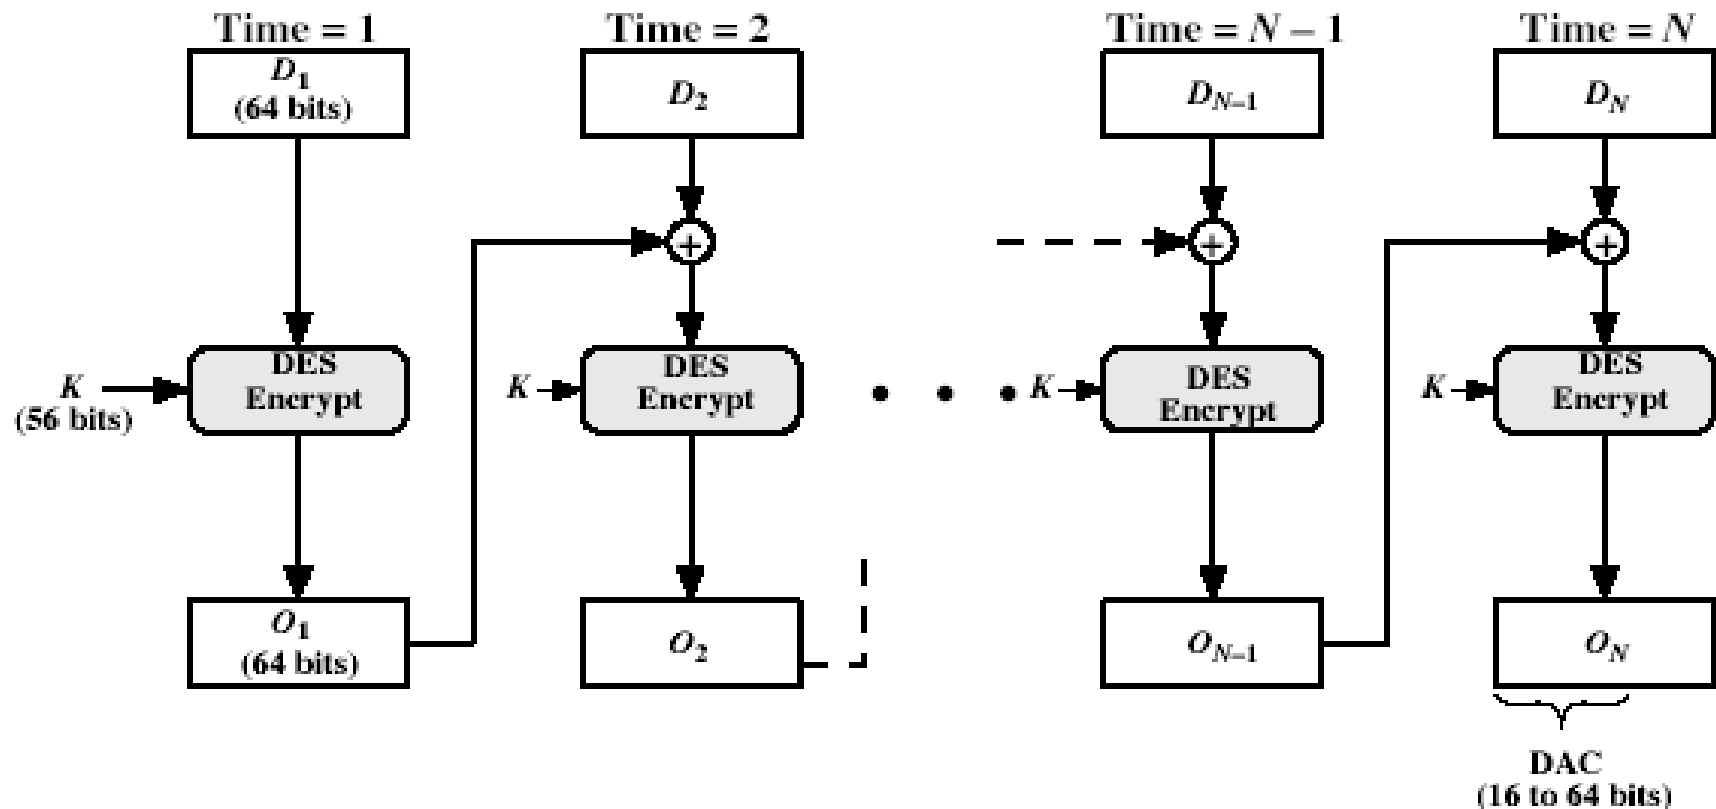 Time = 1
Time = 2
Time = N – 1
Time = N
D1
(64 bits)
D2
DN–1
DN
+
+
+
K
(56 bits)
DES
Encrypt
K
DES
Encrypt
• • •
K
DES
Encrypt
K
DES
Encrypt
O1
(64 bits)
O2
ON–1
ON
DAC
(16 to 64 bits)